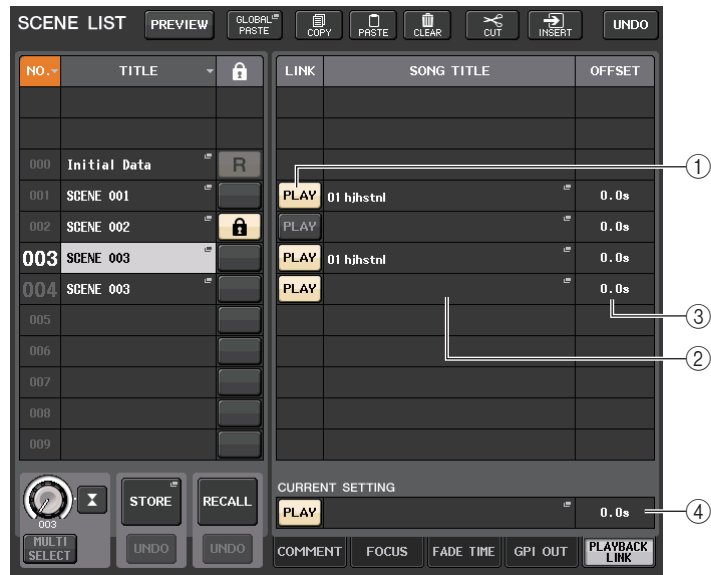 SCENE LIST PREVIEW GLOBAL PASTE COPY PASTE CLEAR CUT INSERT UNDO
NO. TITLE LINK SONG TITLE OFFSET
000 Initial Data R
001 SCENE 001 PLAY 01 hjhstnl 0.0s
002 SCENE 002 PLAY 0.0s
003 SCENE 003 PLAY 01 hjhstnl 0.0s
004 SCENE 003 PLAY 0.0s
005
006
007
008
009
1
3
2
CURRENT SETTING
PLAY 0.0s 4
003 STORE RECALL
MULTI SELECT UNDO UNDO
COMMENT FOCUS FADE TIME GPI OUT PLAYBACK LINK